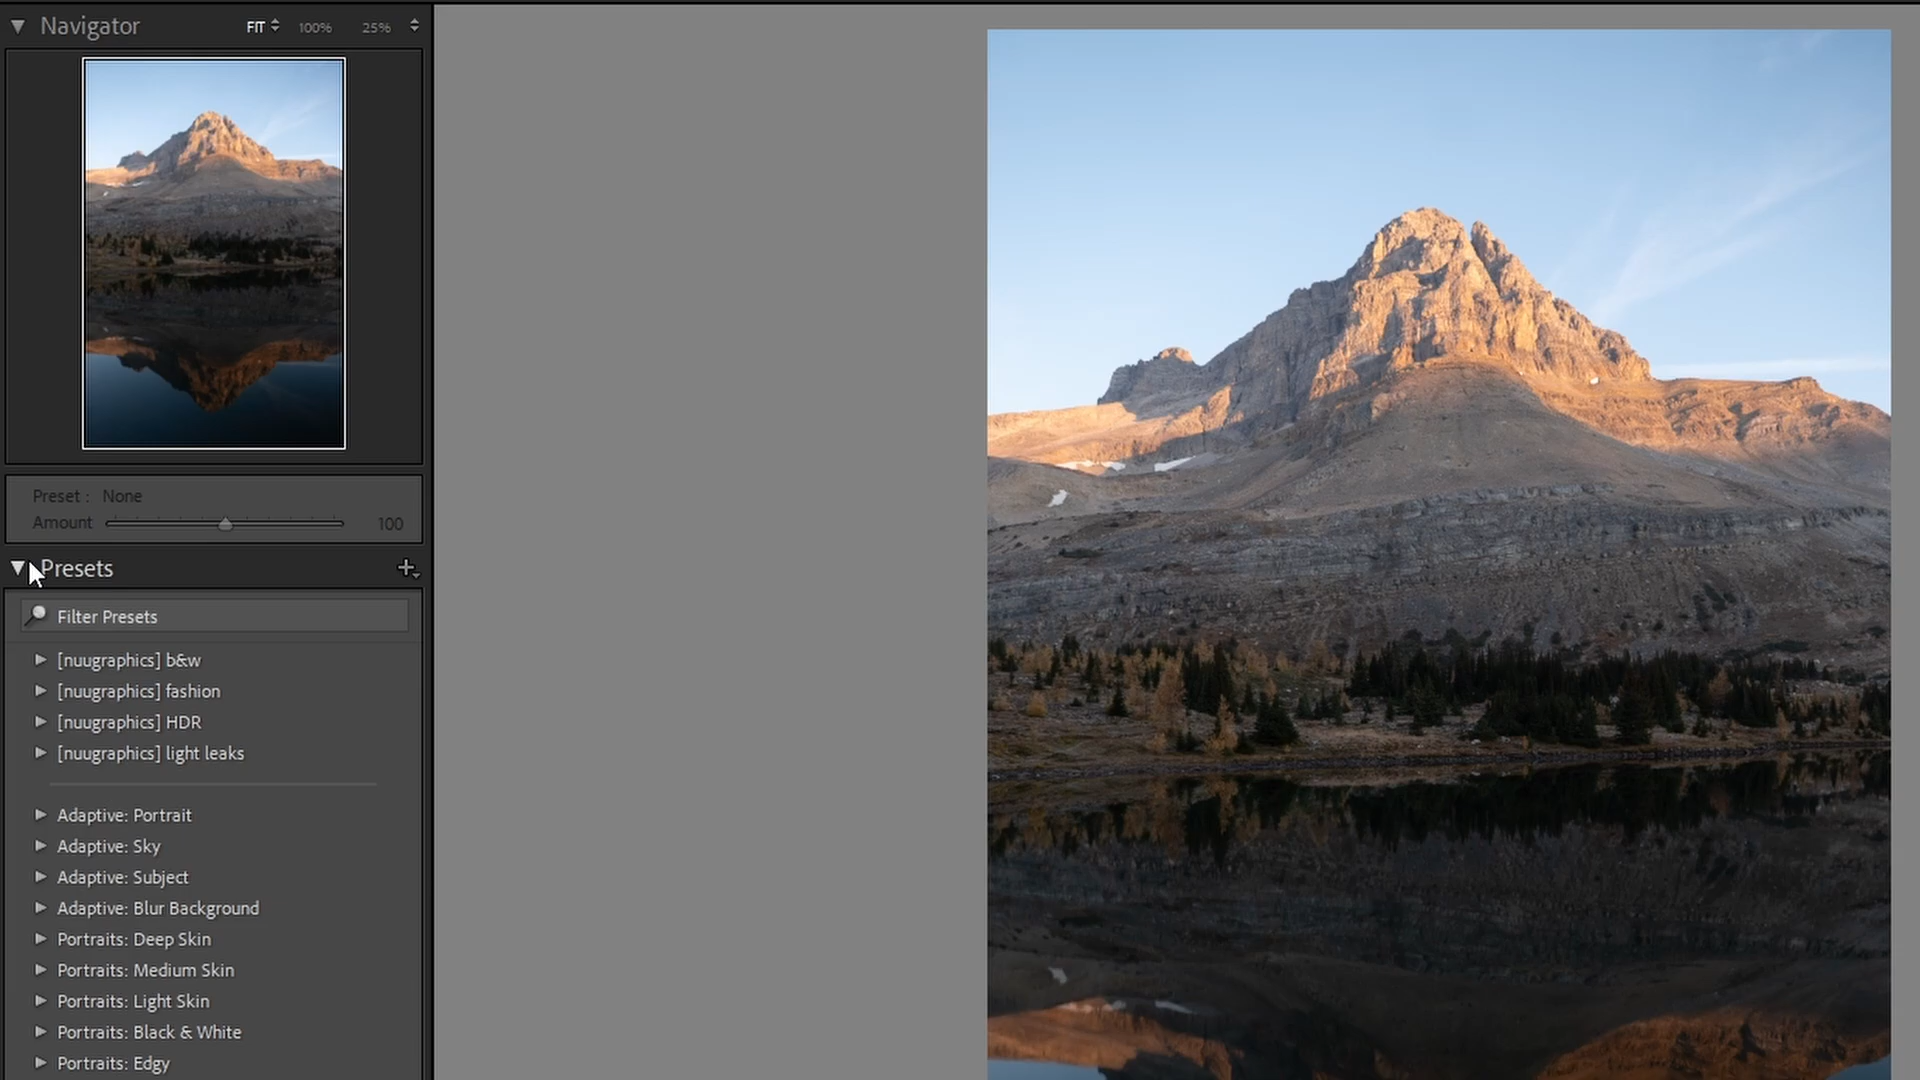 Navigator FIT 100% 25%
Preset : None
Amount 100
Presets
Filter Presets
[nuugraphics] b&w
[nuugraphics] fashion
[nuugraphics] HDR
[nuugraphics] light leaks
Adaptive: Portrait
Adaptive: Sky
Adaptive: Subject
Adaptive: Blur Background
Portraits: Deep Skin
Portraits: Medium Skin
Portraits: Light Skin
Portraits: Black & White
Portraits: Edgy